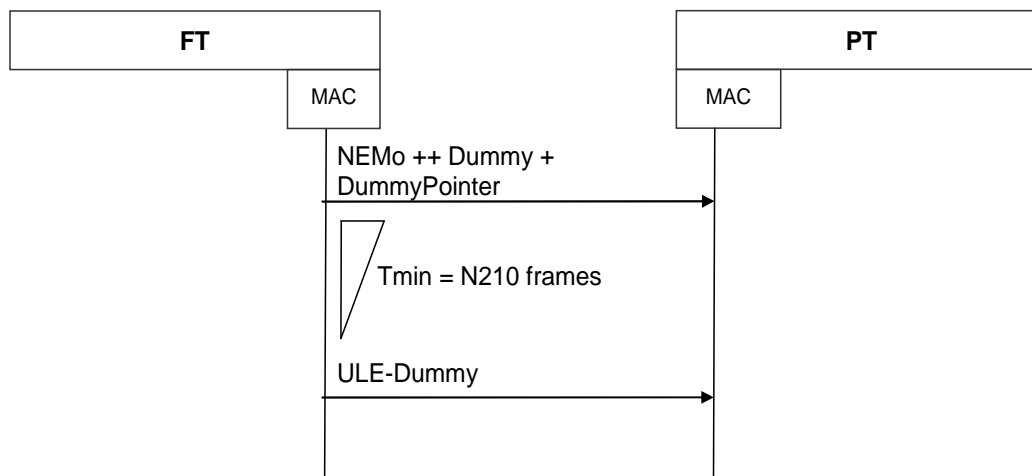 FT
PT
MAC
MAC
NEMo ++ Dummy +
DummyPointer
Tmin = N210 frames
ULE-Dummy